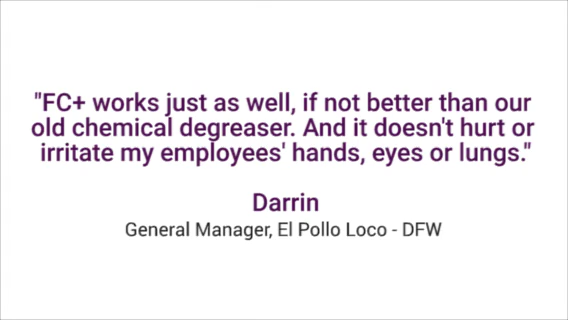 "FC+ works just as well, if not better than our
old chemical degreaser. And it doesn't hurt or
irritate my employees' hands, eyes or lungs."
Darrin
General Manager, El Pollo Loco - DFW